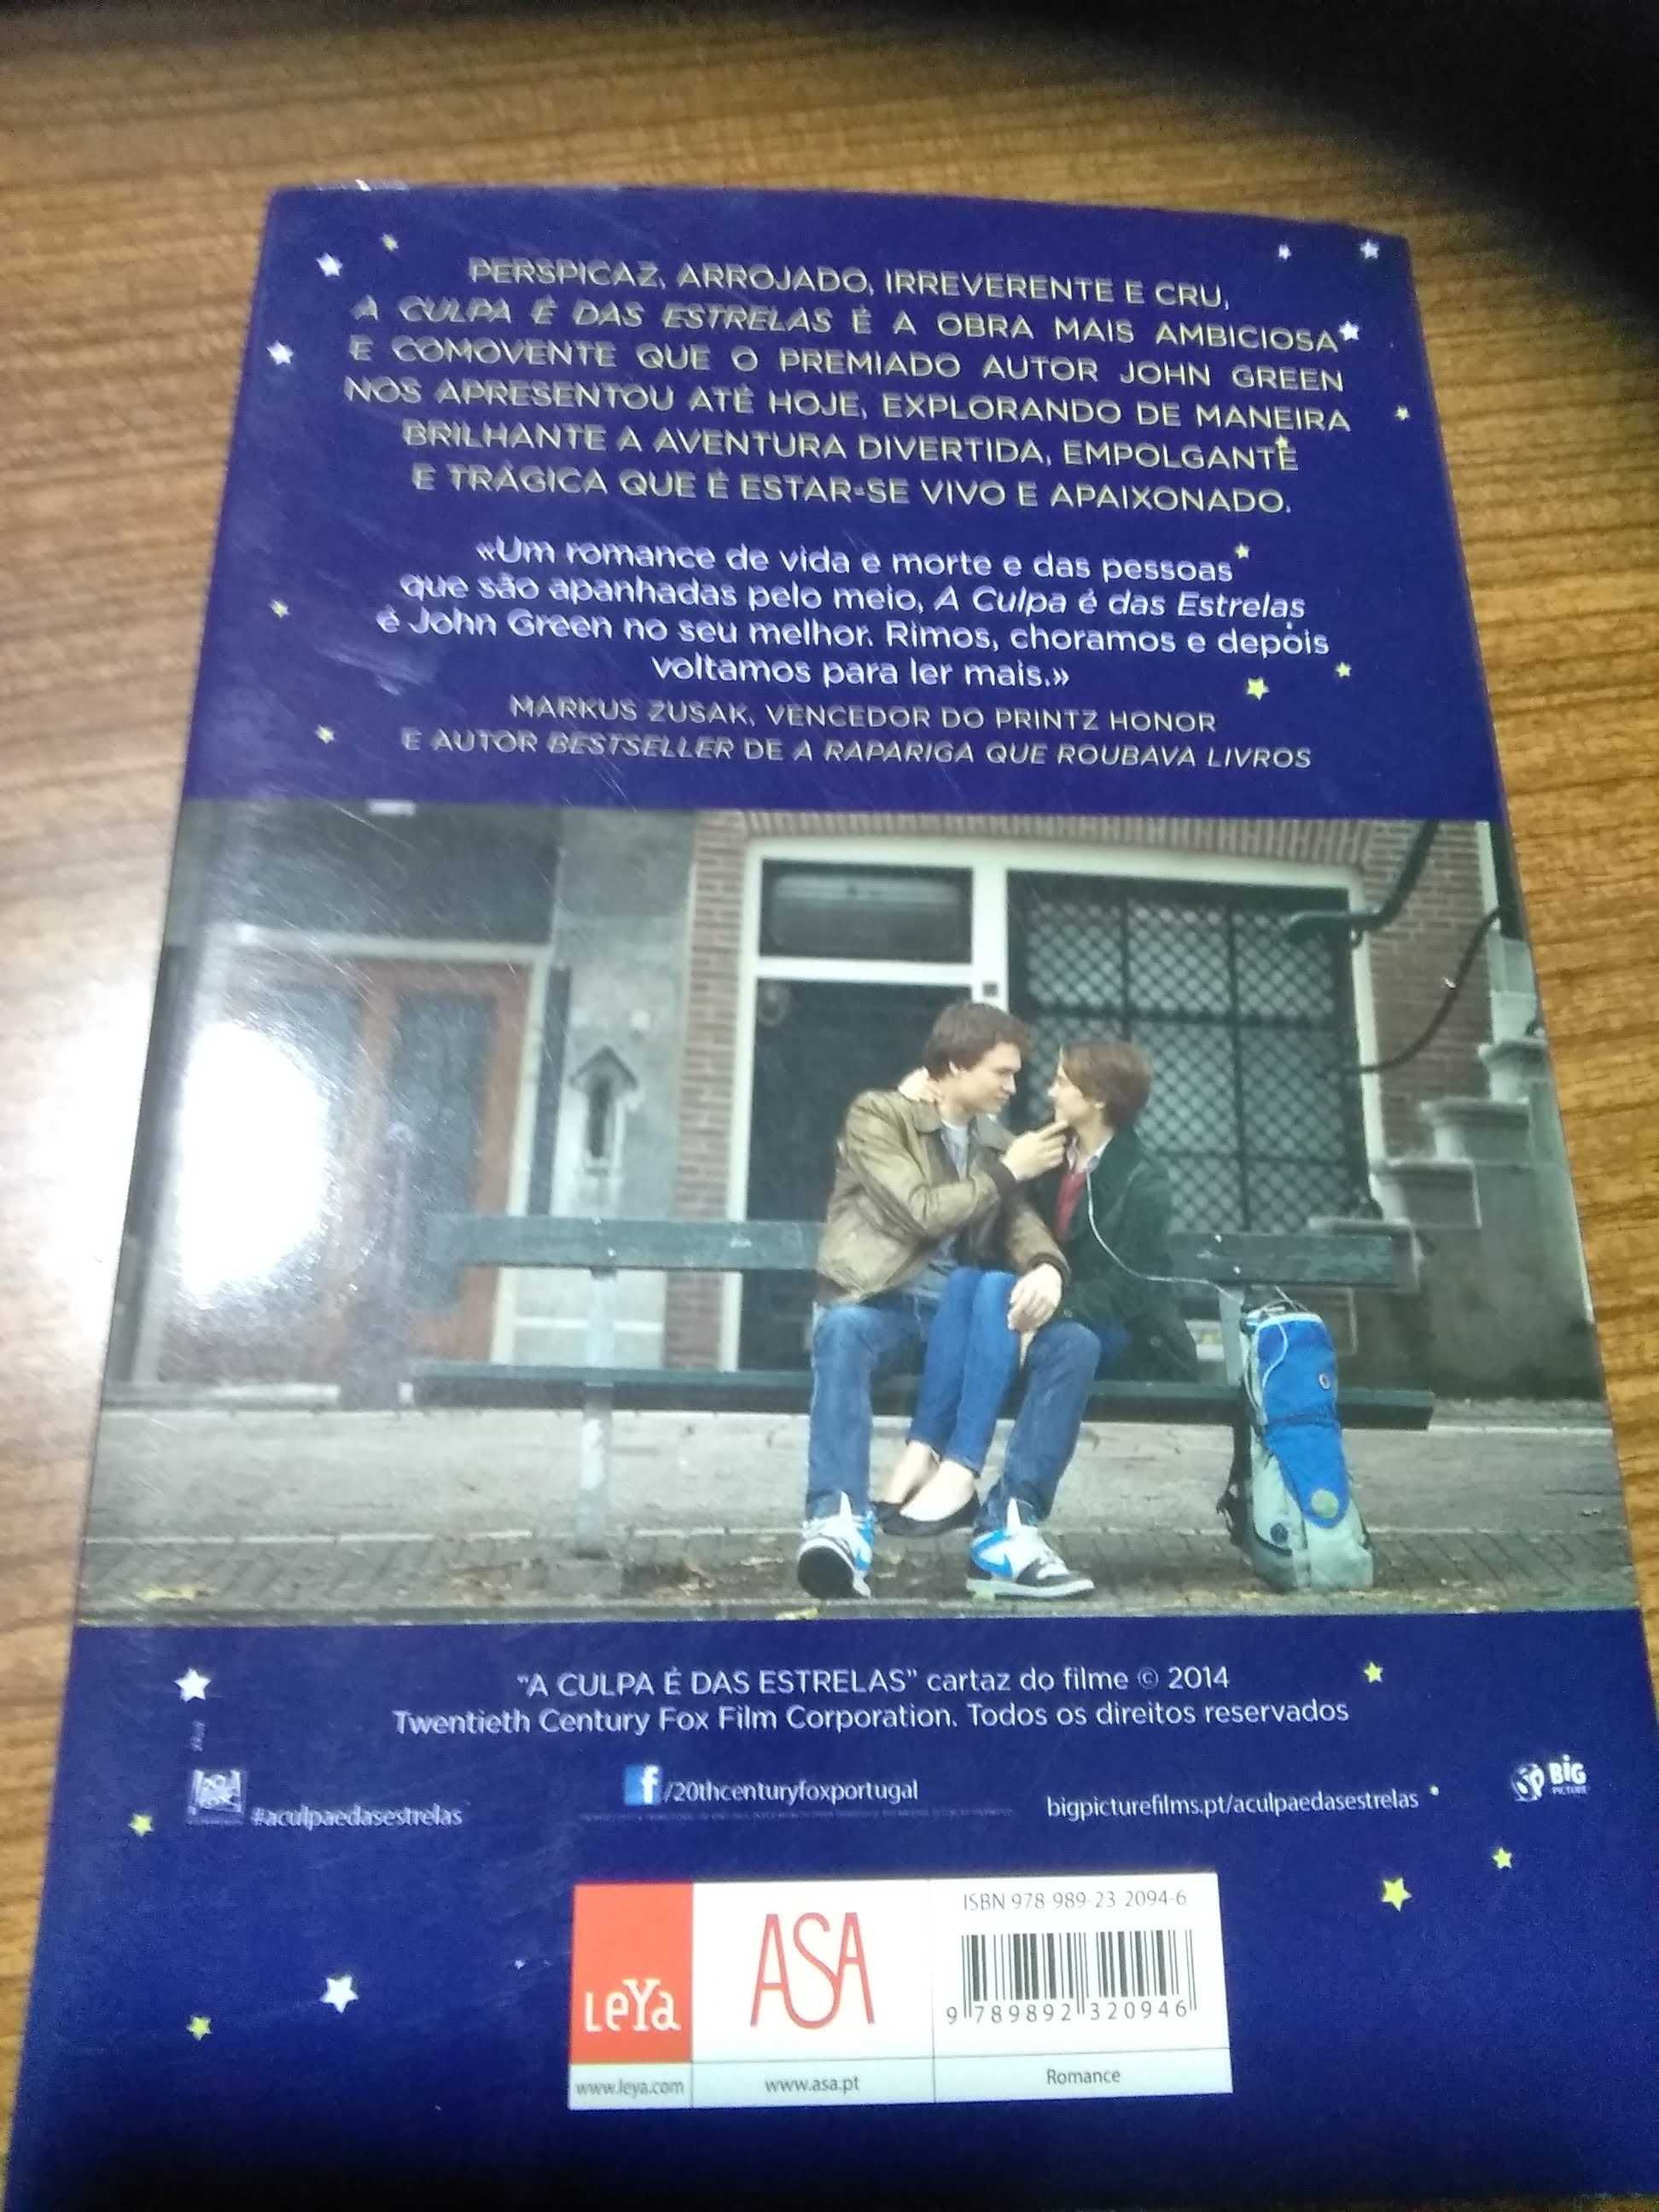 PERSPICAZ, ARROJADO, IRREVERENTE E CRU,
A CULPA É DAS ESTRELAS É A OBRA MAIS AMBICIOSA
E COMOVENTE QUE O PREMIADO AUTOR JOHN GREEN
NOS APRESENTOU ATÉ HOJE, EXPLORANDO DE MANEIRA
BRILHANTE A AVENTURA DIVERTIDA, EMPOLGANTE
E TRÁGICA QUE É ESTAR-SE VIVO E APAIXONADO.
«Um romance de vida e morte e das pessoas
que são apanhadas pelo meio, A Culpa é das Estrelas
é John Green no seu melhor. Rimos, choramos e depois
voltamos para ler mais.»
MARKUS ZUSAK, VENCEDOR DO PRINTZ HONOR
E AUTOR BESTSELLER DE A RAPARIGA QUE ROUBAVA LIVROS
"A CULPA É DAS ESTRELAS" cartaz do filme © 2014
Twentieth Century Fox Film Corporation. Todos os direitos reservados
#aculpaedasestrelas
f /20thcenturyfoxportugal
bigpicturefilms.pt/aculpaedasestrelas
BIG
PICTURE
ISBN 978-989-23-2094-6
LEYA
ASA
9 789892 320946
www.leya.com
www.asa.pt
Romance